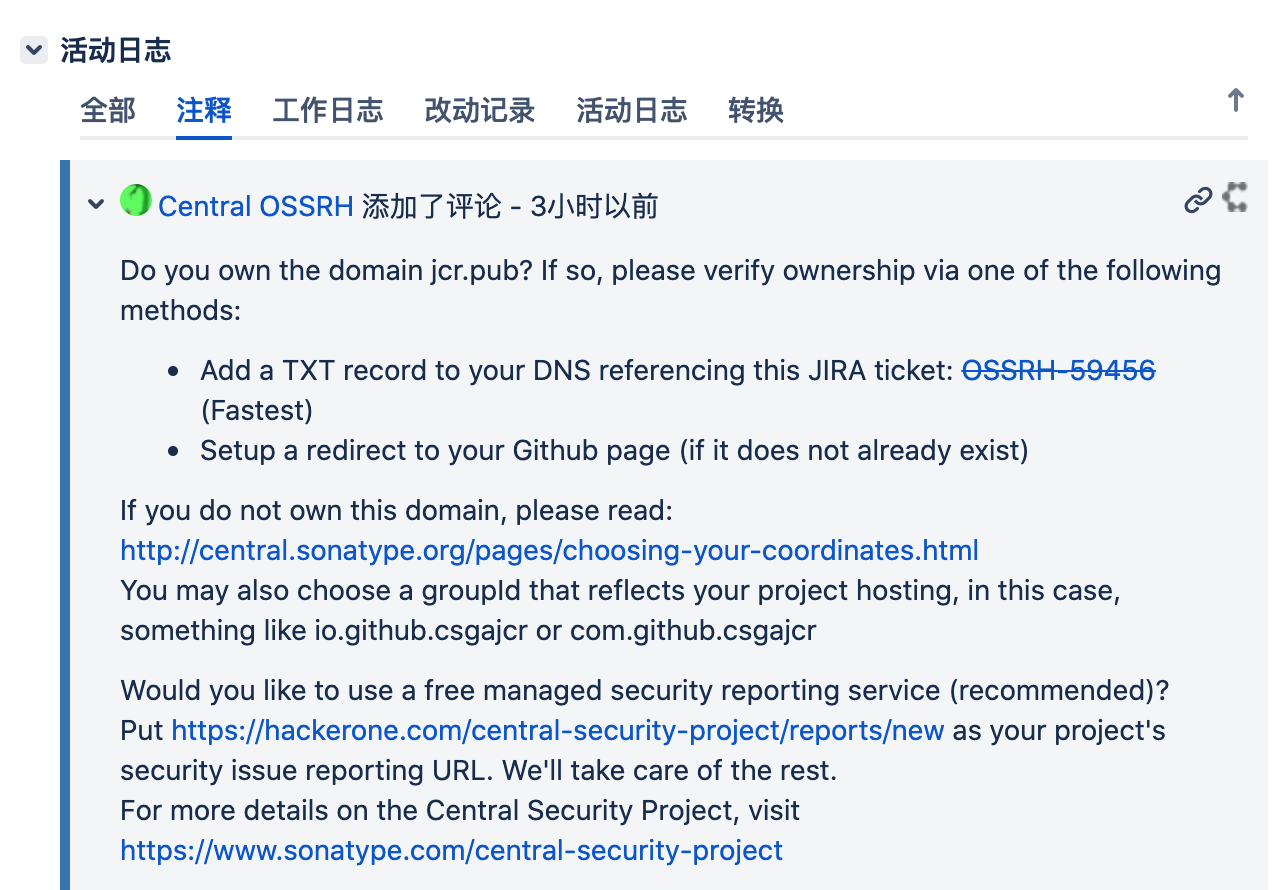 活动日志
全部 注释 工作日志 改动记录 活动日志 转换
Central OSSRH 添加了评论 - 3小时以前
Do you own the domain jcr.pub? If so, please verify ownership via one of the following
methods:
• Add a TXT record to your DNS referencing this JIRA ticket: OSSRH-59456
(Fastest)
• Setup a redirect to your Github page (if it does not already exist)
If you do not own this domain, please read:
http://central.sonatype.org/pages/choosing-your-coordinates.html
You may also choose a groupId that reflects your project hosting, in this case,
something like io.github.csgajcr or com.github.csgajcr
Would you like to use a free managed security reporting service (recommended)?
Put https://hackerone.com/central-security-project/reports/new as your project's
security issue reporting URL. We'll take care of the rest.
For more details on the Central Security Project, visit
https://www.sonatype.com/central-security-project